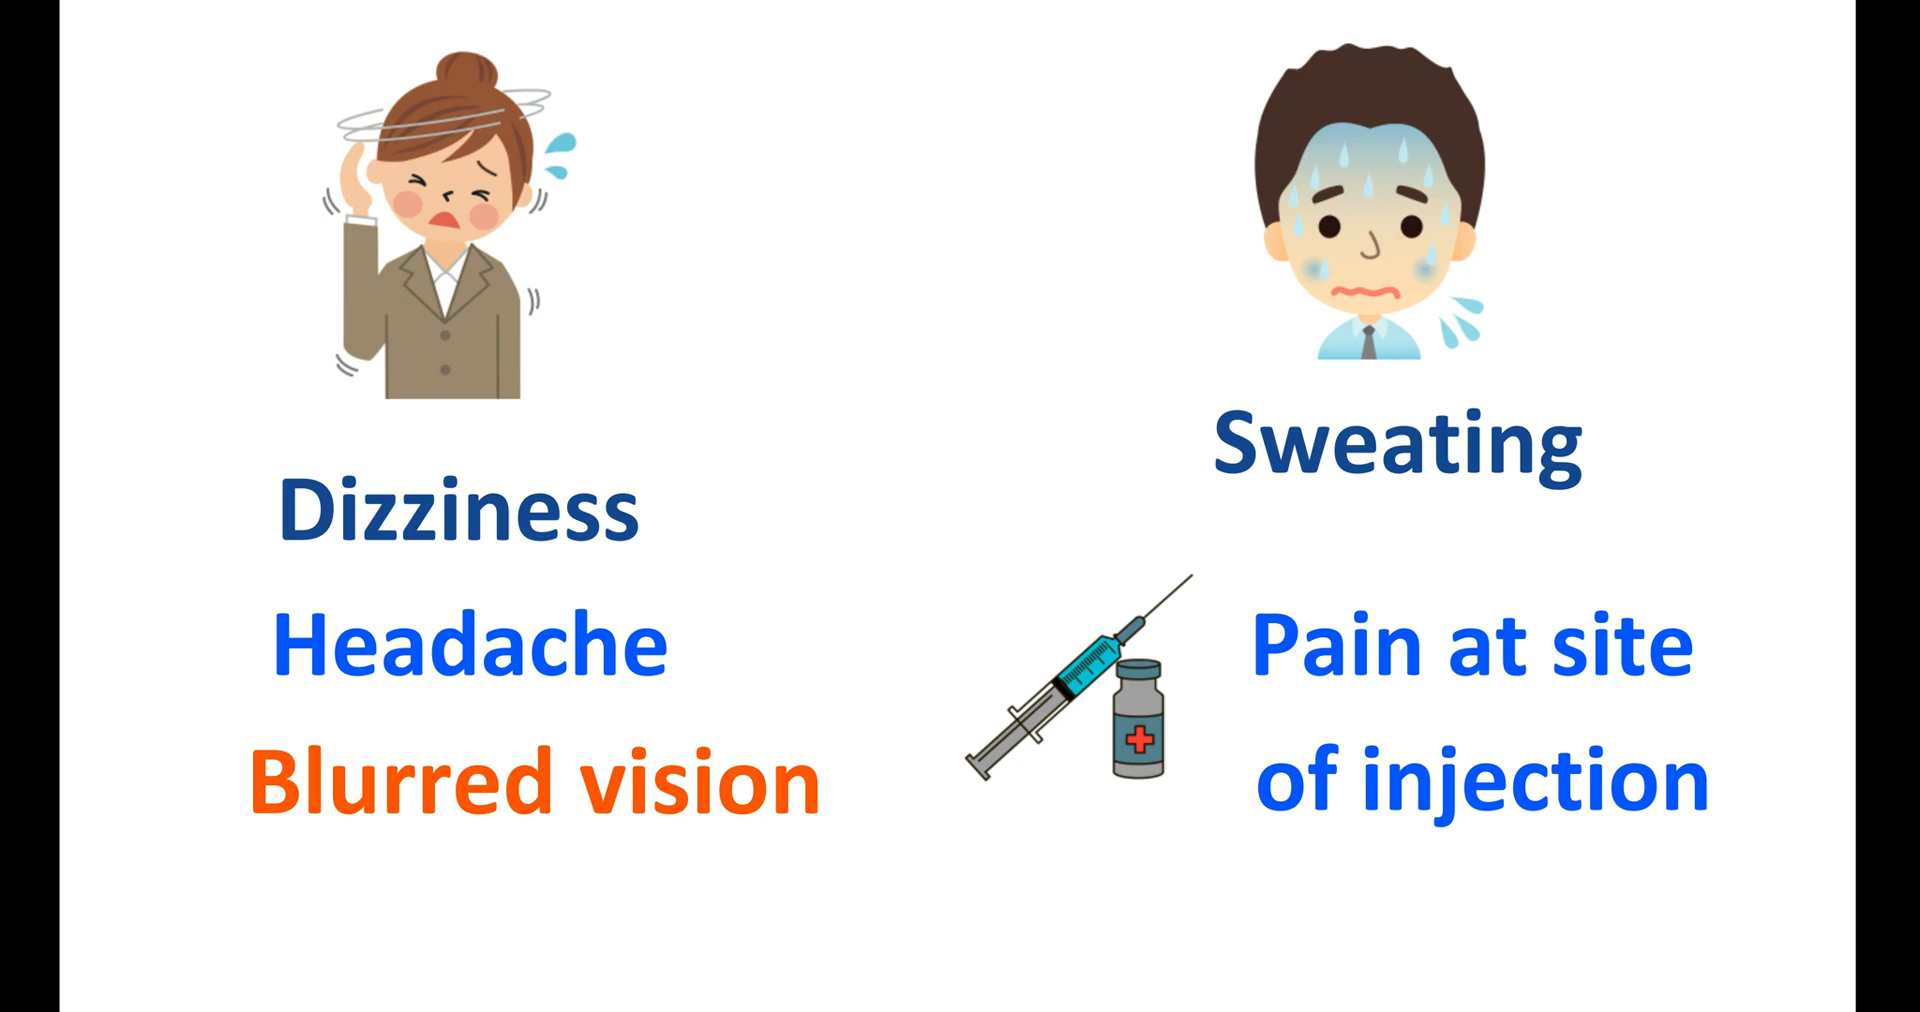 Dizziness
Headache
Blurred vision
Sweating
Pain at site
of injection